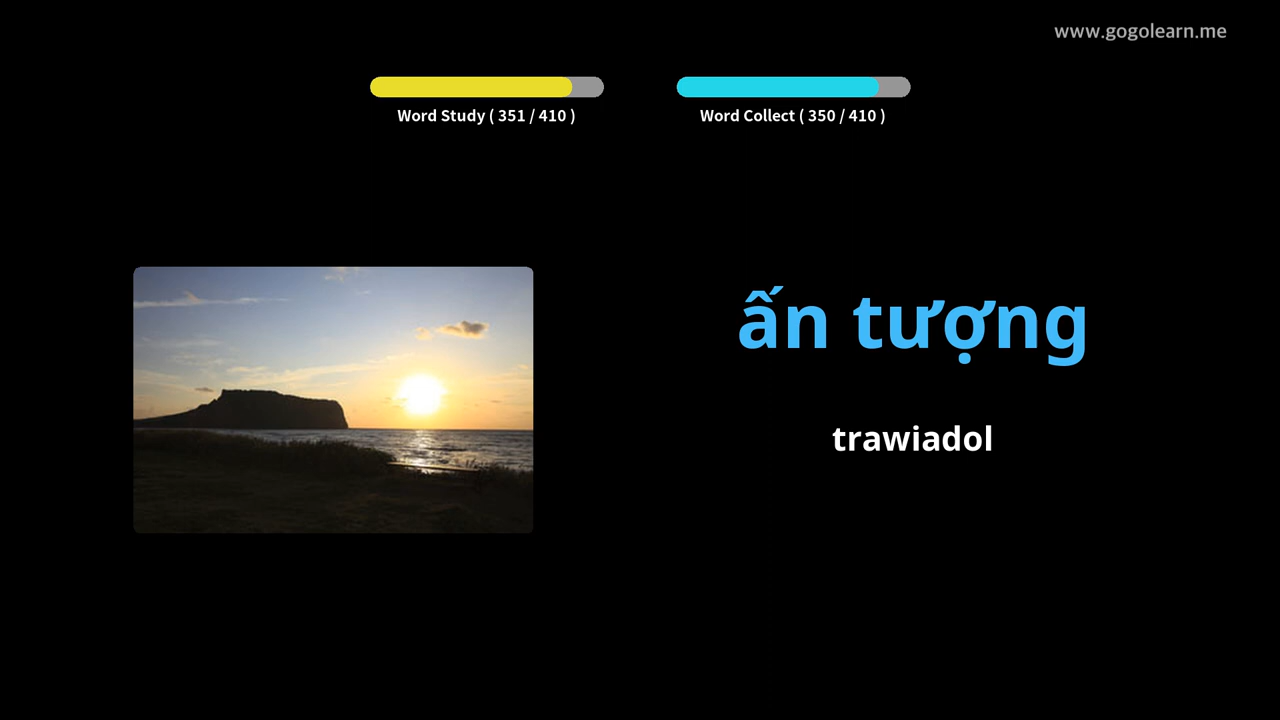 www.gogolearn.me
Word Study ( 351 / 410 )
Word Collect ( 350 / 410 )
ấn tượng
trawiadol